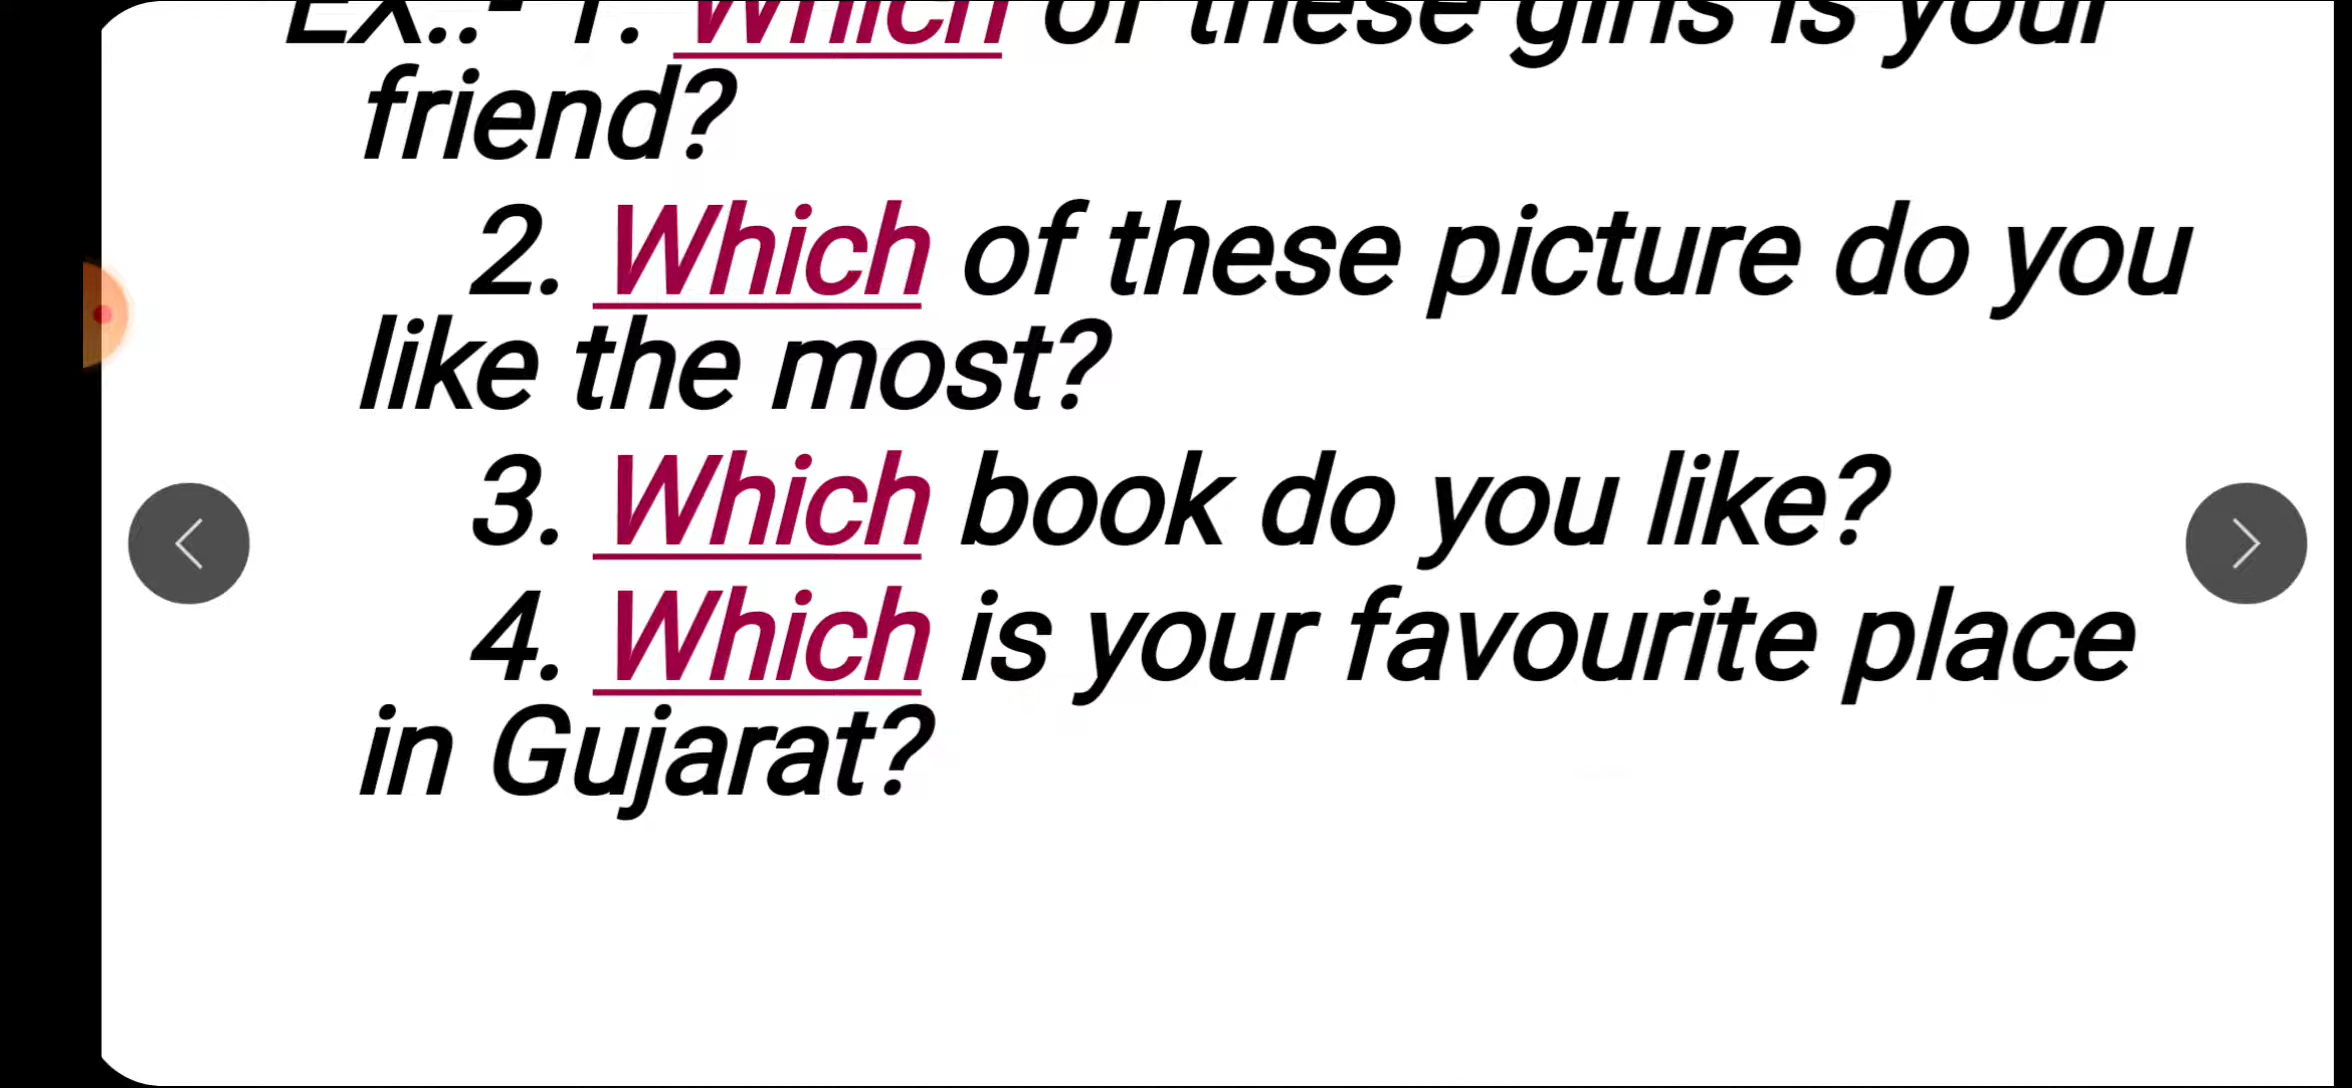 Ex..- 1. Which of these girls is your
friend?
2. Which of these picture do you
like the most?
3. Which book do you like?
4. Which is your favourite place
in Gujarat?